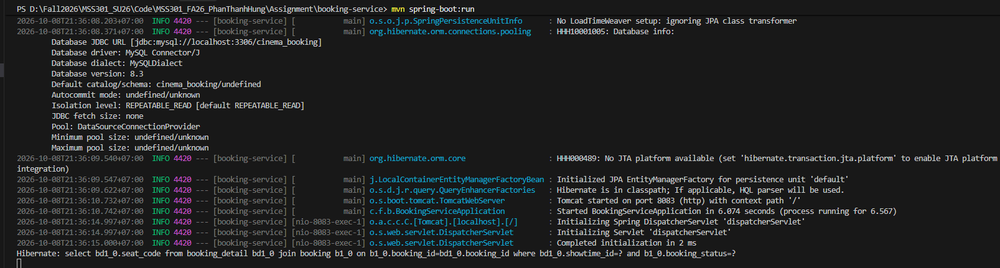 PS D:\Fall2026\MSS301_SU26\Code\MSS301_FA26_PhanThanhHung\Assignment\booking-service> mvn spring-boot:run
2026-10-08T21:36:08.203+07:00  INFO 4420 --- [booking-service] [           main] o.s.o.j.p.SpringPersistenceUnitInfo      : No LoadTimeWeaver setup: ignoring JPA class transformer
2026-10-08T21:36:08.371+07:00  INFO 4420 --- [booking-service] [           main] org.hibernate.orm.connections.pooling    : HHH10001005: Database info:
Database JDBC URL [jdbc:mysql://localhost:3306/cinema_booking]
Database driver: MySQL Connector/J
Database dialect: MySQLDialect
Database version: 8.3
Default catalog/schema: cinema_booking/undefined
Autocommit mode: undefined/unknown
Isolation level: REPEATABLE_READ [default REPEATABLE_READ]
JDBC fetch size: none
Pool: DataSourceConnectionProvider
Minimum pool size: undefined/unknown
Maximum pool size: undefined/unknown
2026-10-08T21:36:09.540+07:00  INFO 4420 --- [booking-service] [           main] org.hibernate.orm.core                   : HHH000489: No JTA platform available (set 'hibernate.transaction.jta.platform' to enable JTA platform
integration)
2026-10-08T21:36:09.547+07:00  INFO 4420 --- [booking-service] [           main] j.LocalContainerEntityManagerFactoryBean : Initialized JPA EntityManagerFactory for persistence unit 'default'
2026-10-08T21:36:09.622+07:00  INFO 4420 --- [booking-service] [           main] o.s.d.j.r.query.QueryEnhancerFactories   : Hibernate is in classpath; If applicable, HQL parser will be used.
2026-10-08T21:36:10.732+07:00  INFO 4420 --- [booking-service] [           main] o.s.boot.tomcat.TomcatWebServer          : Tomcat started on port 8083 (http) with context path '/'
2026-10-08T21:36:10.742+07:00  INFO 4420 --- [booking-service] [           main] c.f.b.BookingServiceApplication          : Started BookingServiceApplication in 6.074 seconds (process running for 6.567)
2026-10-08T21:36:14.997+07:00  INFO 4420 --- [booking-service] [nio-8083-exec-1] o.a.c.c.C.[Tomcat].[localhost].[/]       : Initializing Spring DispatcherServlet 'dispatcherServlet'
2026-10-08T21:36:14.997+07:00  INFO 4420 --- [booking-service] [nio-8083-exec-1] o.s.web.servlet.DispatcherServlet        : Initializing Servlet 'dispatcherServlet'
2026-10-08T21:36:15.000+07:00  INFO 4420 --- [booking-service] [nio-8083-exec-1] o.s.web.servlet.DispatcherServlet        : Completed initialization in 2 ms
Hibernate: select bd1_0.seat_code from booking_detail bd1_0 join booking b1_0 on b1_0.booking_id=bd1_0.booking_id where bd1_0.showtime_id=? and b1_0.booking_status=?